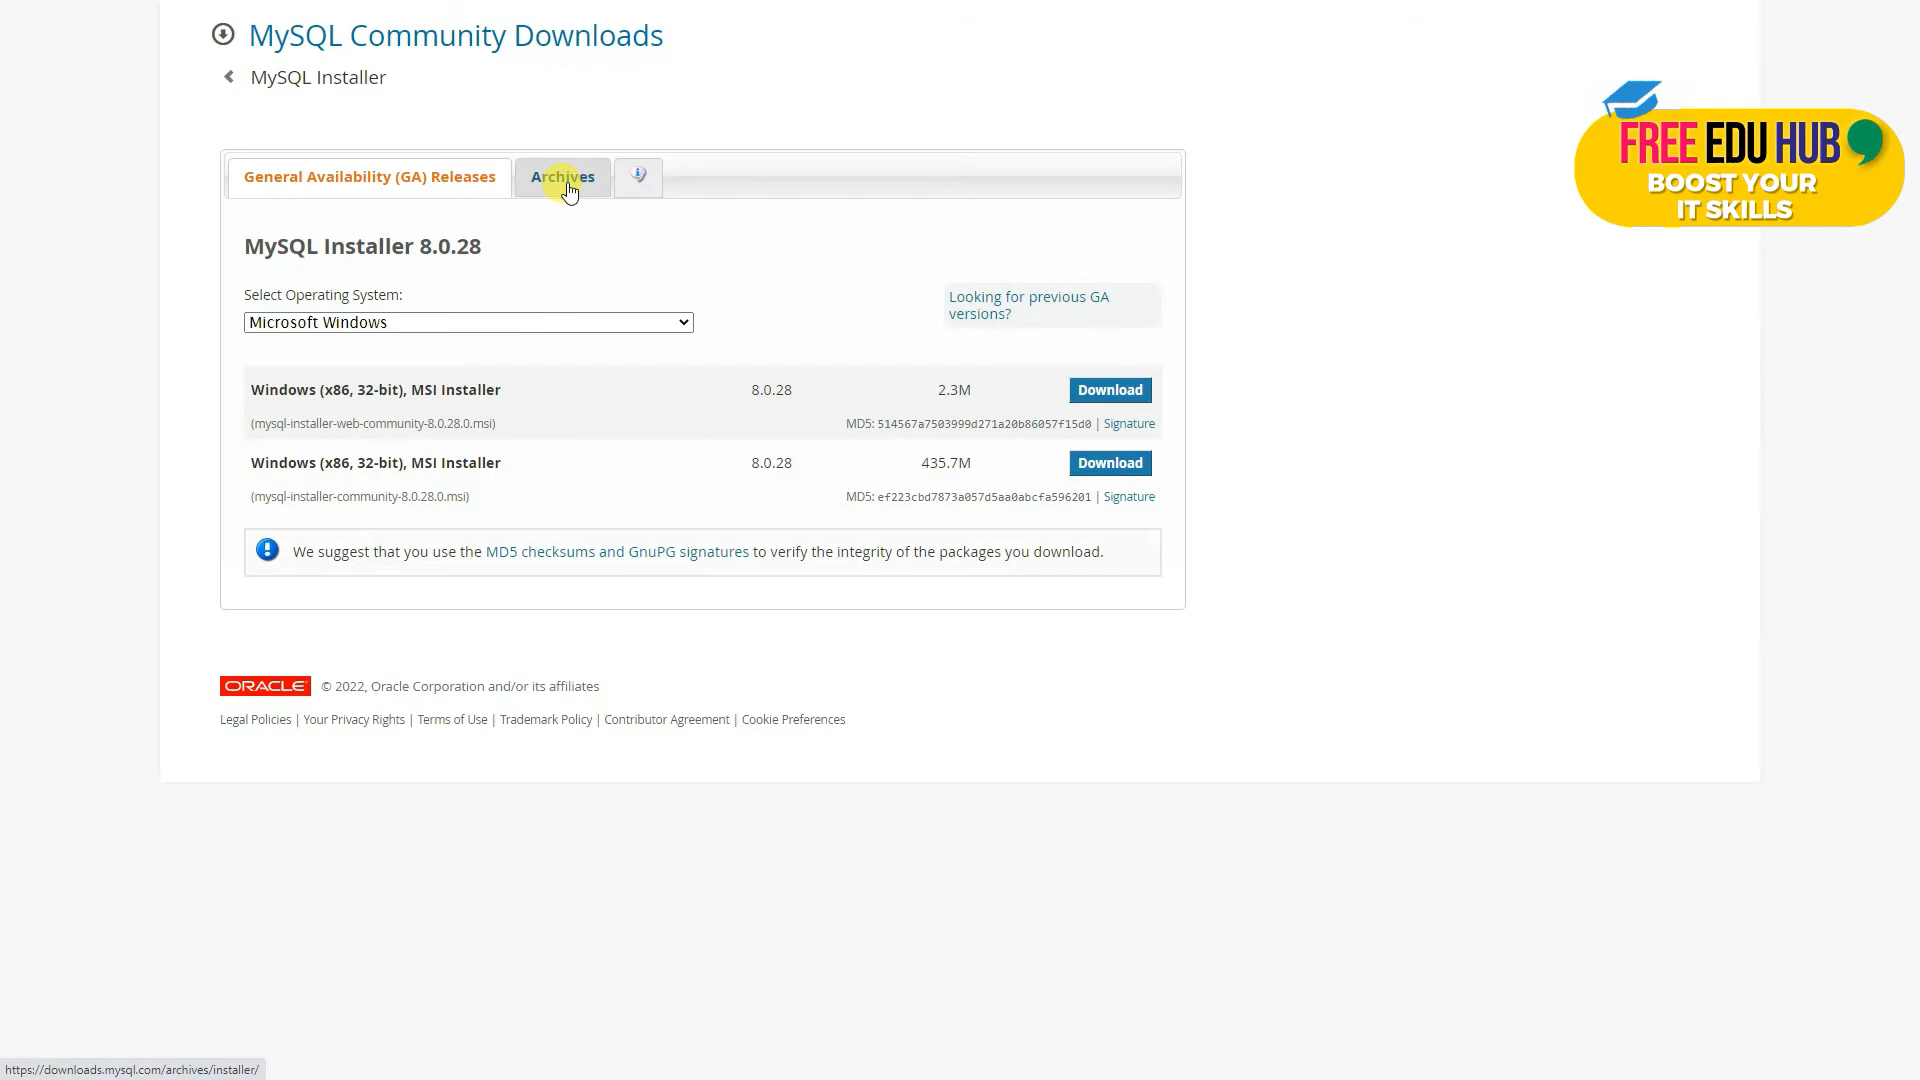 MySQL Community Downloads
MySQL Installer
FREE EDU HUB
BOOST YOUR
IT SKILLS
General Availability (GA) Releases
Archives
MySQL Installer 8.0.28
Select Operating System:
Microsoft Windows
Looking for previous GA
versions?
Windows (x86, 32-bit), MSI Installer 8.0.28 2.3M Download
(mysql-installer-web-community-8.0.28.0.msi) MD5: 514567a7503999d271a20b86057f15d0 | Signature
Windows (x86, 32-bit), MSI Installer 8.0.28 435.7M Download
(mysql-installer-community-8.0.28.0.msi) MD5: ef223cbd7873a057d5aa0abcfa596201 | Signature
We suggest that you use the MD5 checksums and GnuPG signatures to verify the integrity of the packages you download.
ORACLE © 2022, Oracle Corporation and/or its affiliates
Legal Policies | Your Privacy Rights | Terms of Use | Trademark Policy | Contributor Agreement | Cookie Preferences
https://downloads.mysql.com/archives/installer/